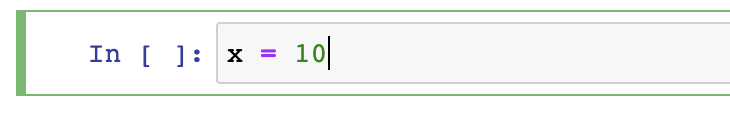 In [ ]: x = 10